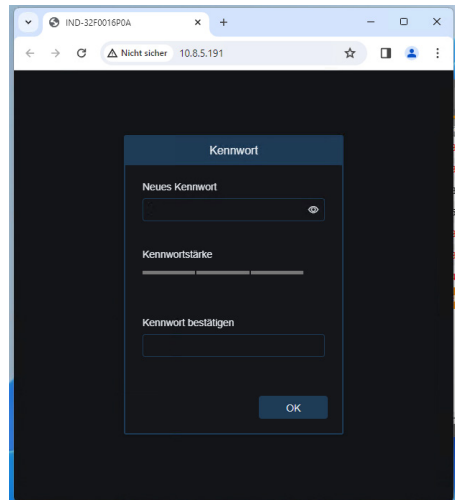 IND-32F0016P0A
Nicht sicher 10.8.5.191
Kennwort
Neues Kennwort
Kennwortstärke
Kennwort bestätigen
OK